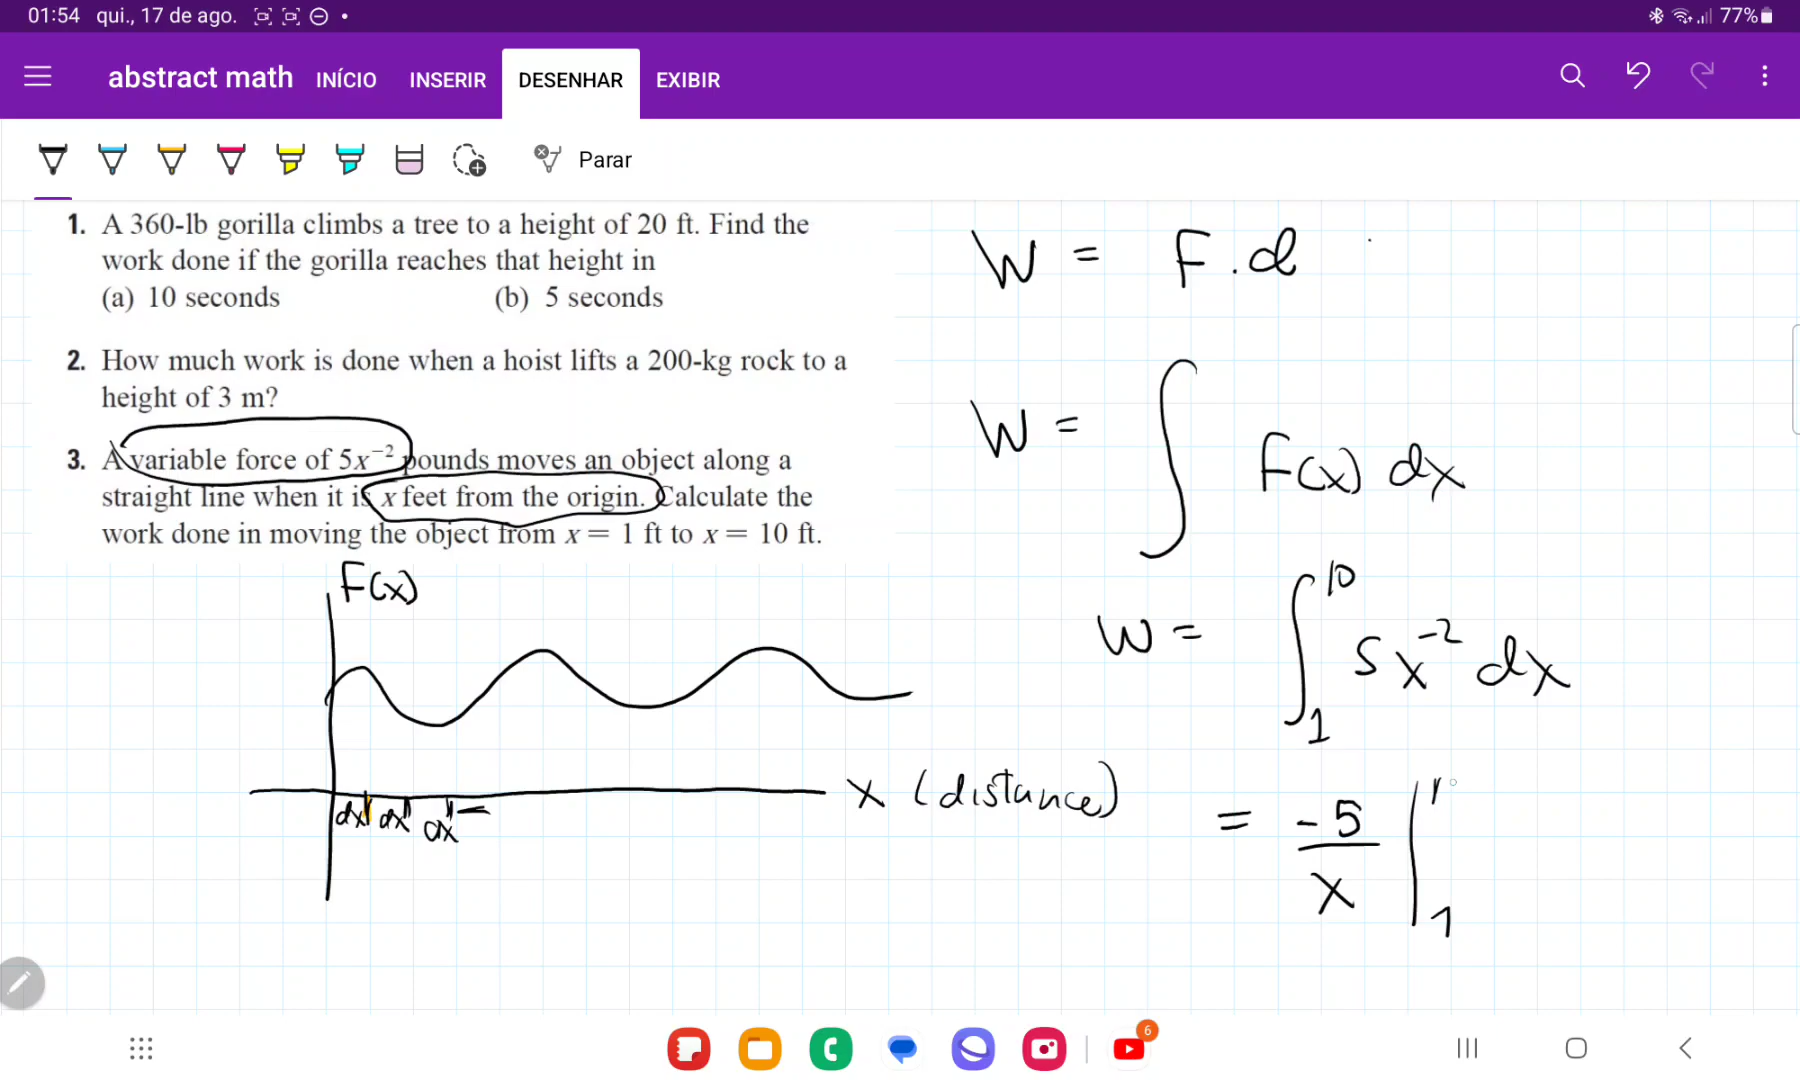 01:54 qui., 17 de ago. 77%
abstract math INÍCIO INSERIR DESENHAR EXIBIR
Parar
1. A 360-lb gorilla climbs a tree to a height of 20 ft. Find the
work done if the gorilla reaches that height in
(a) 10 seconds (b) 5 seconds
2. How much work is done when a hoist lifts a 200-kg rock to a
height of 3 m?
3. A variable force of 5x⁻² pounds moves an object along a
straight line when it is x feet from the origin. Calculate the
work done in moving the object from x = 1 ft to x = 10 ft.
F(x)
dx dx dx
x (distance)
W = F.d
W = ∫ F(x) dx
W = ∫₁¹⁰ 5x⁻² dx
= -5/x |₁
6